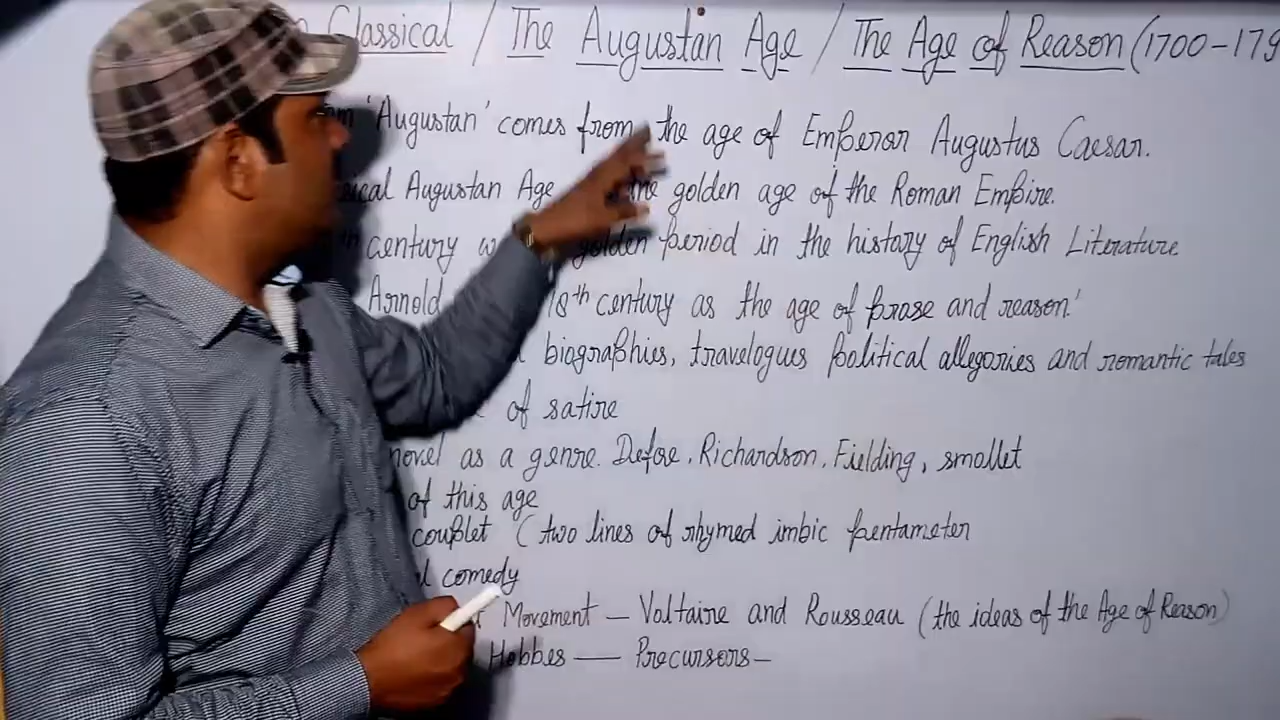 Classical / The Augustan Age / The Age of Reason (1700-179
'Augustan' comes from the age of Emperor Augustus Caesar.
Augustan Age the golden age of the Roman Empire.
century golden period in the history of English Literature
Arnold 18th century as the age of prose and reason'
biographies, travelogues political allegories and romantic tales
of satire
novel as a genre. Defoe, Richardson, Fielding, smollet
of this age
couplet (two lines of rhymed imbic pentameter
comedy
Movement — Voltaire and Rousseau (the ideas of the Age of Reason)
Hobbes — Precursors —